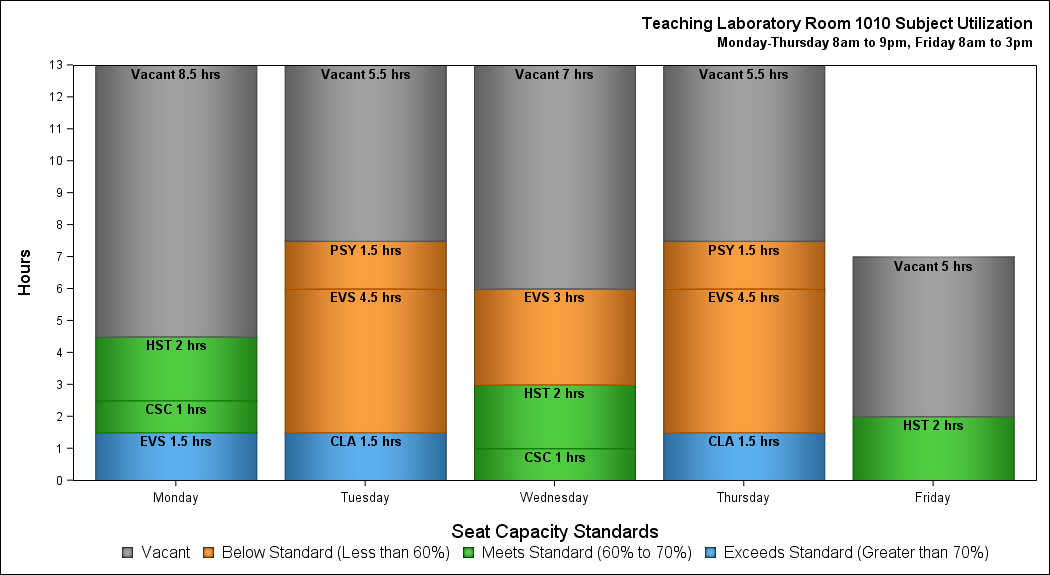 Teaching Laboratory Room 1010 Subject Utilization
Monday-Thursday 8am to 9pm, Friday 8am to 3pm
Hours
13
12
11
10
9
8
7
6
5
4
3
2
1
0
Vacant 8.5 hrs
HST 2 hrs
CSC 1 hrs
EVS 1.5 hrs
Vacant 5.5 hrs
PSY 1.5 hrs
EVS 4.5 hrs
CLA 1.5 hrs
Vacant 7 hrs
EVS 3 hrs
HST 2 hrs
CSC 1 hrs
Vacant 5.5 hrs
PSY 1.5 hrs
EVS 4.5 hrs
CLA 1.5 hrs
Vacant 5 hrs
HST 2 hrs
Monday Tuesday Wednesday Thursday Friday
Seat Capacity Standards
Vacant Below Standard (Less than 60%) Meets Standard (60% to 70%) Exceeds Standard (Greater than 70%)